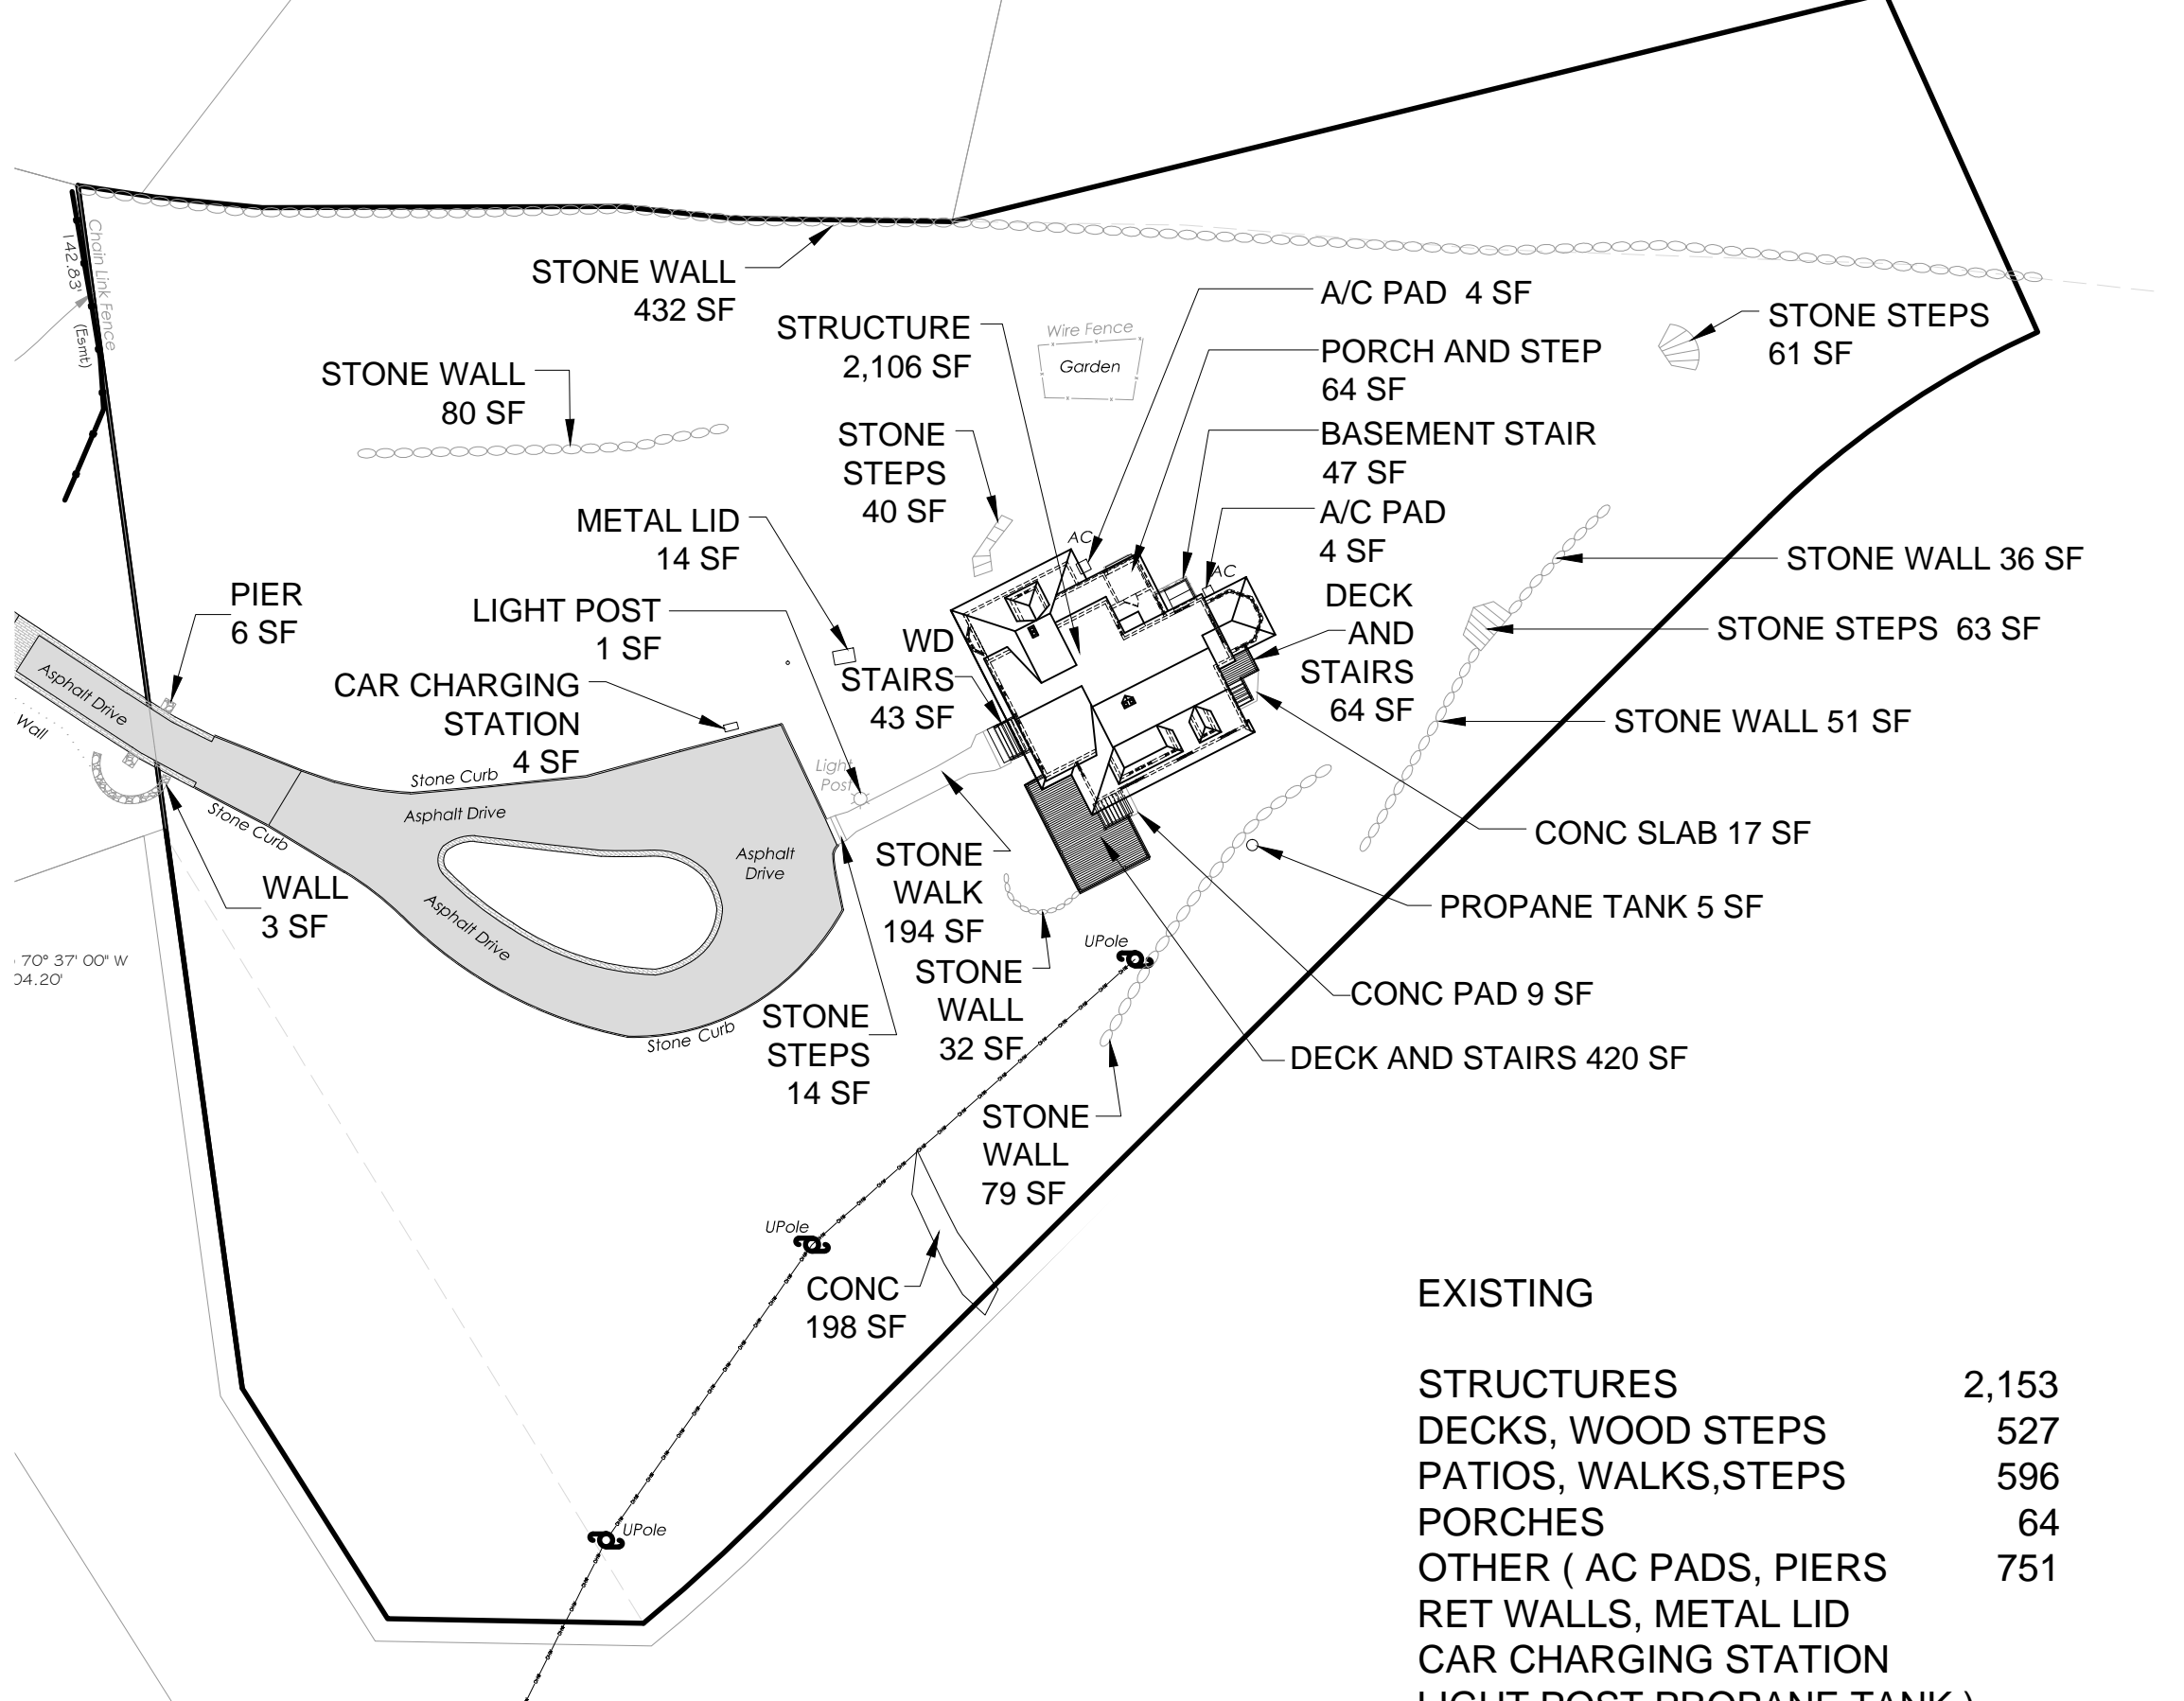 Chain Link Fence
142.83'
(Esmt)
STONE WALL
432 SF
STRUCTURE
2,106 SF
Wire Fence
Garden
A/C PAD 4 SF
STONE STEPS
61 SF
PORCH AND STEP
64 SF
STONE WALL
80 SF
STONE
STEPS
40 SF
BASEMENT STAIR
47 SF
A/C PAD
4 SF
METAL LID
14 SF
AC
AC
STONE WALL 36 SF
PIER
6 SF
LIGHT POST
1 SF
WD
STAIRS
43 SF
DECK
AND
STAIRS
64 SF
STONE STEPS 63 SF
CAR CHARGING
STATION
4 SF
STONE WALL 51 SF
Asphalt Drive
Wall
Stone Curb
Light
Post
Asphalt Drive
Stone Curb
Asphalt
Drive
Asphalt Drive
CONC SLAB 17 SF
WALL
3 SF
STONE
WALK
194 SF
PROPANE TANK 5 SF
70° 37' 00" W
04.20'
UPole
STONE
WALL
32 SF
CONC PAD 9 SF
Stone Curb
STONE
STEPS
14 SF
DECK AND STAIRS 420 SF
STONE
WALL
79 SF
UPole
CONC
198 SF
UPole
EXISTING
STRUCTURES 2,153
DECKS, WOOD STEPS 527
PATIOS, WALKS,STEPS 596
PORCHES 64
OTHER ( AC PADS, PIERS 751
RET WALLS, METAL LID
CAR CHARGING STATION
LIGHT POST PROPANE TANK )